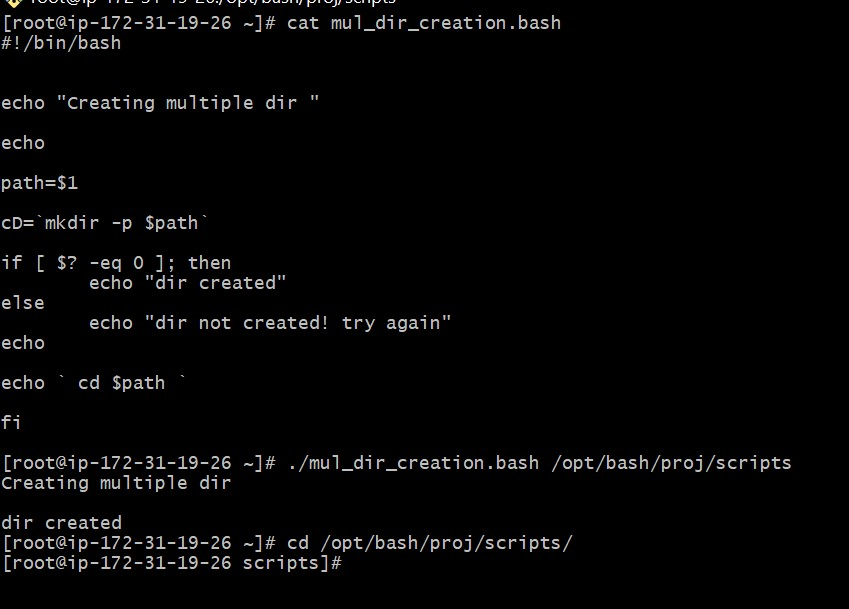 root@ip-172-31-19-26:/opt/bash/proj/scripts
[root@ip-172-31-19-26 ~]# cat mul_dir_creation.bash
#!/bin/bash
echo "Creating multiple dir "
echo
path=$1
cD=`mkdir -p $path`
if [ $? -eq 0 ]; then
        echo "dir created"
else
        echo "dir not created! try again"
echo
echo ` cd $path `
fi
[root@ip-172-31-19-26 ~]# ./mul_dir_creation.bash /opt/bash/proj/scripts
Creating multiple dir
dir created
[root@ip-172-31-19-26 ~]# cd /opt/bash/proj/scripts/
[root@ip-172-31-19-26 scripts]#